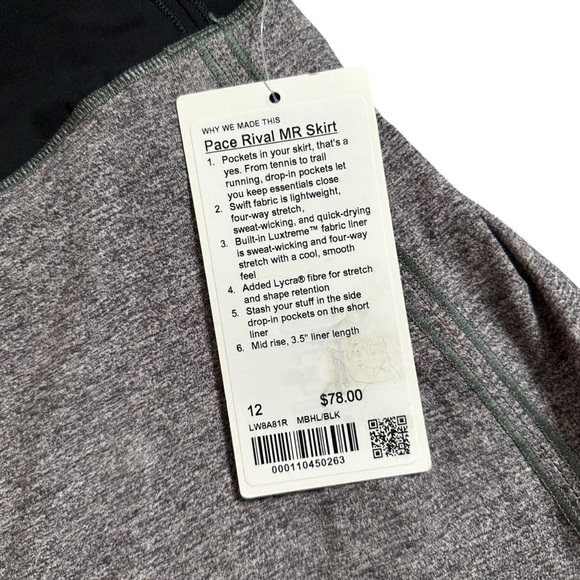 WHY WE MADE THIS
Pace Rival MR Skirt
1. Pockets in your skirt, that's a
yes. From tennis to trail
running, drop-in pockets let
you keep essentials close
2. Swift fabric is lightweight,
four-way stretch,
sweat-wicking, and quick-drying
3. Built-in Luxtreme™ fabric liner
is sweat-wicking and four-way
stretch with a cool, smooth
feel
4. Added Lycra® fibre for stretch
and shape retention
5. Stash your stuff in the side
drop-in pockets on the short
liner
6. Mid rise, 3.5" liner length
12 $78.00
LW8A81R MBHL/BLK
000110450263